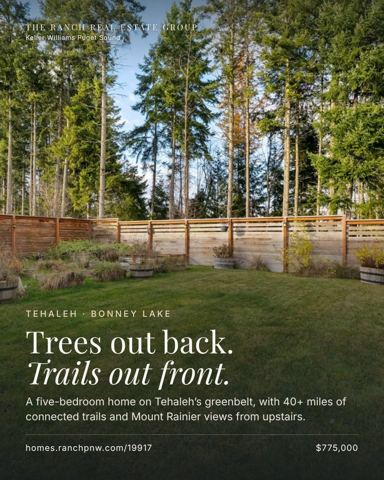 THE RANCH REAL ESTATE GROUP
Keller Williams Puget Sound
TEHALEH · BONNEY LAKE
Trees out back.
Trails out front.
A five-bedroom home on Tehaleh’s greenbelt, with 40+ miles of
connected trails and Mount Rainier views from upstairs.
homes.ranchpnw.com/19917
$775,000